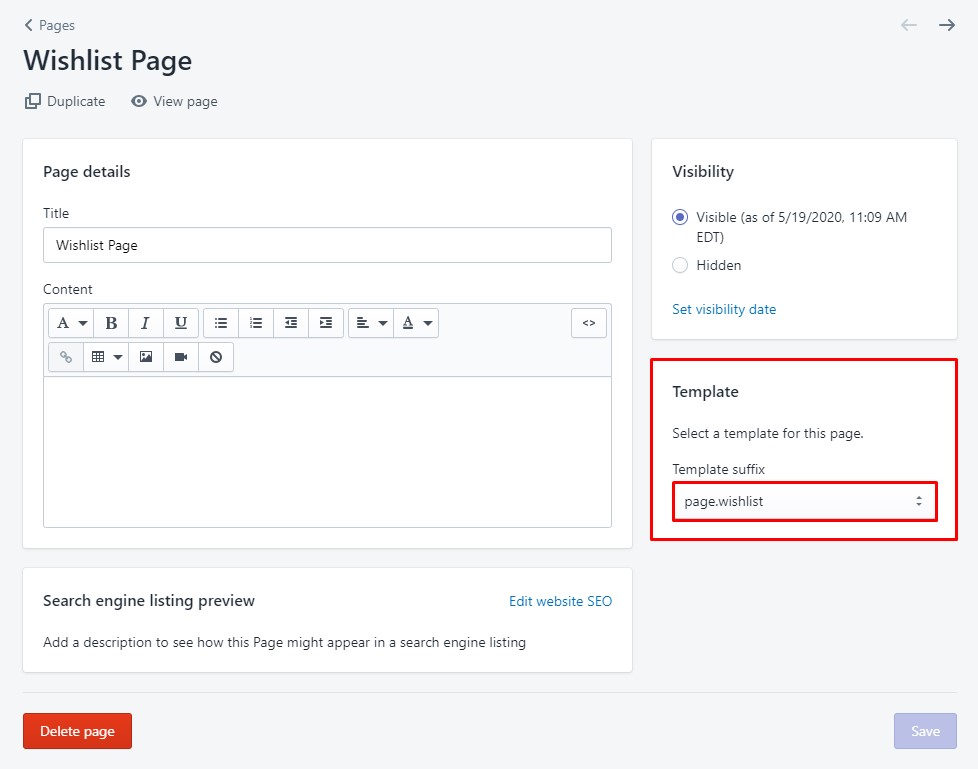 Pages
Wishlist Page
Duplicate
View page
Page details
Title
Wishlist Page
Content
A
B
I
U
A
<>
Search engine listing preview
Edit website SEO
Add a description to see how this Page might appear in a search engine listing
Visibility
Visible (as of 5/19/2020, 11:09 AM
EDT)
Hidden
Set visibility date
Template
Select a template for this page.
Template suffix
page.wishlist
Delete page
Save